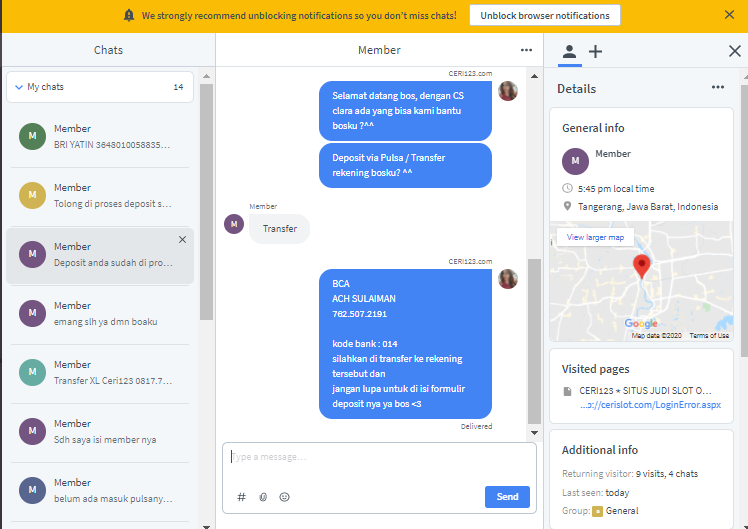 We strongly recommend unblocking notifications so you don't miss chats!
Unblock browser notifications
Chats
My chats
14
M
Member
BRI YATIN 3648010058835...
M
Member
Tolong di proses deposit s...
M
Member
Deposit anda sudah di pro...
M
Member
emang slh ya dmn boaku
M
Member
Transfer XL Ceri123 0817.7...
M
Member
Sdh saya isi member nya
M
Member
belum ada masuk pulsany...
Member
CERI123.com
Selamat datang bos, dengan CS
clara ada yang bisa kami bantu
bosku ?^^
Deposit via Pulsa / Transfer
rekening bosku? ^^
Member
M
Transfer
CERI123.com
BCA
ACH SULAIMAN
762.507.2191
kode bank : 014
silahkan di transfer ke rekening
tersebut dan
jangan lupa untuk di isi formulir
deposit nya ya bos <3
Delivered
Type a message...
#
Send
Details
General info
M
Member
5:45 pm local time
Tangerang, Jawa Barat, Indonesia
View larger map
Google
Map data ©2020
Terms of Use
Visited pages
CERI123 ⋆ SITUS JUDI SLOT O...
...ɔ://cerislot.com/LoginError.aspx
Additional info
Returning visitor: 9 visits, 4 chats
Last seen: today
Group: General